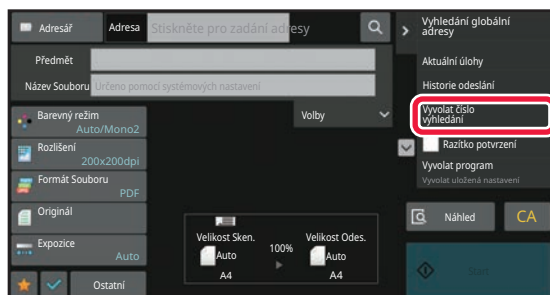 Adresář
Adresa
Stiskněte pro zadání adresy
Předmět
Název Souboru
Určeno pomocí systémových nastavení
Barevný režim
Auto/Mono2
Volby
Rozlišení
200x200dpi
Formát Souboru
PDF
Originál
Expozice
Auto
Ostatní
Velikost Sken.
Auto
A4
100%
Velikost Odes.
Auto
A4
Vyhledání globální
adresy
Aktuální úlohy
Historie odeslání
Vyvolat číslo
vyhledání
Razítko potvrzení
Vyvolat program
Vyvolat uložená nastavení
Náhled
CA
Start